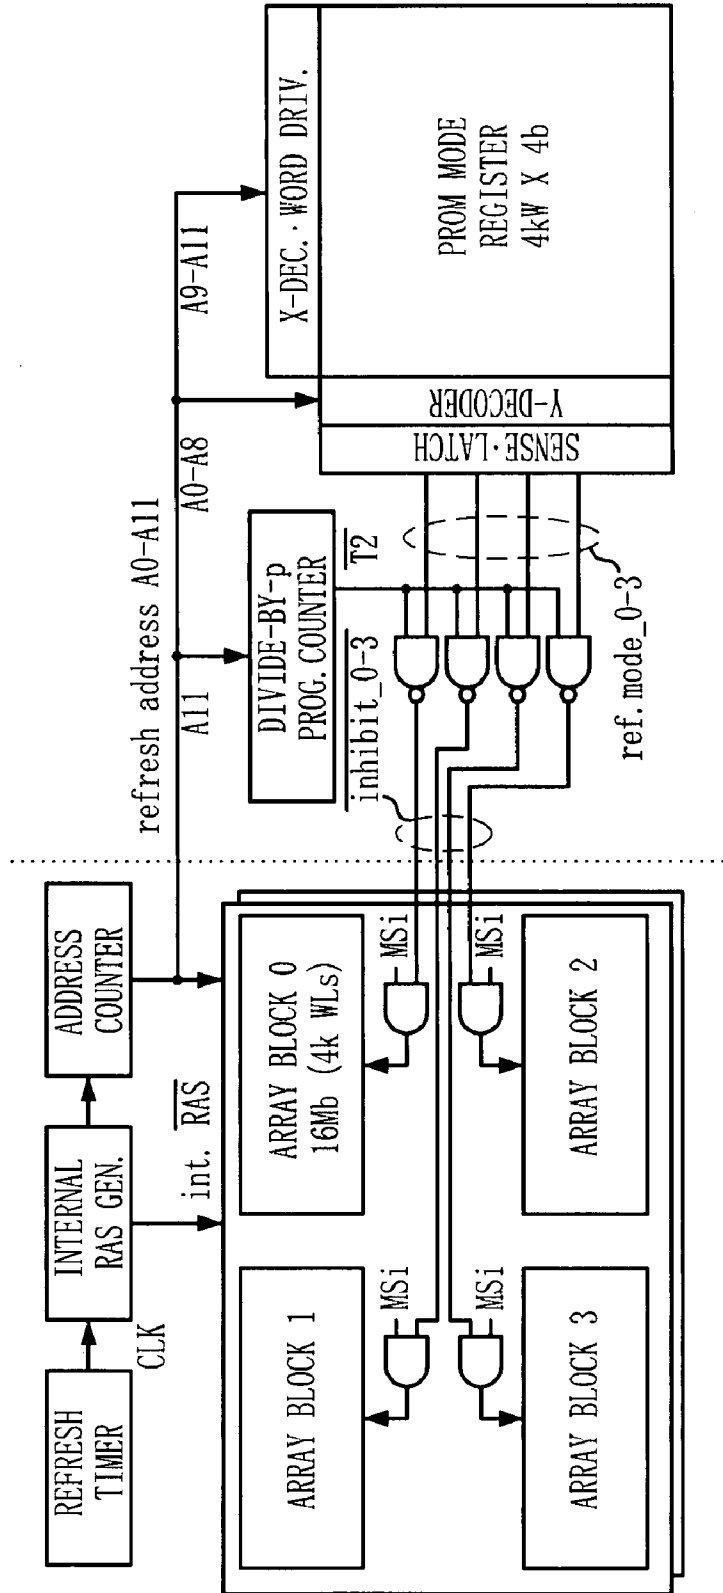 REFRESH
TIMER
CLK
INTERNAL
RAS GEN.
int. RAS
ADDRESS
COUNTER
refresh address A0-A11
A11
A0-A8
A9-A11
DIVIDE-BY-p
PROG. COUNTER
T2
X-DEC.·WORD DRIV.
PROM MODE
REGISTER
4kW X 4b
Y-DECODER
SENSE·LATCH
inhibit_0-3
ref.mode_0-3
ARRAY BLOCK 1
MSi
ARRAY BLOCK 0
16Mb (4k WLs)
MSi
ARRAY BLOCK 3
MSi
ARRAY BLOCK 2
MSi